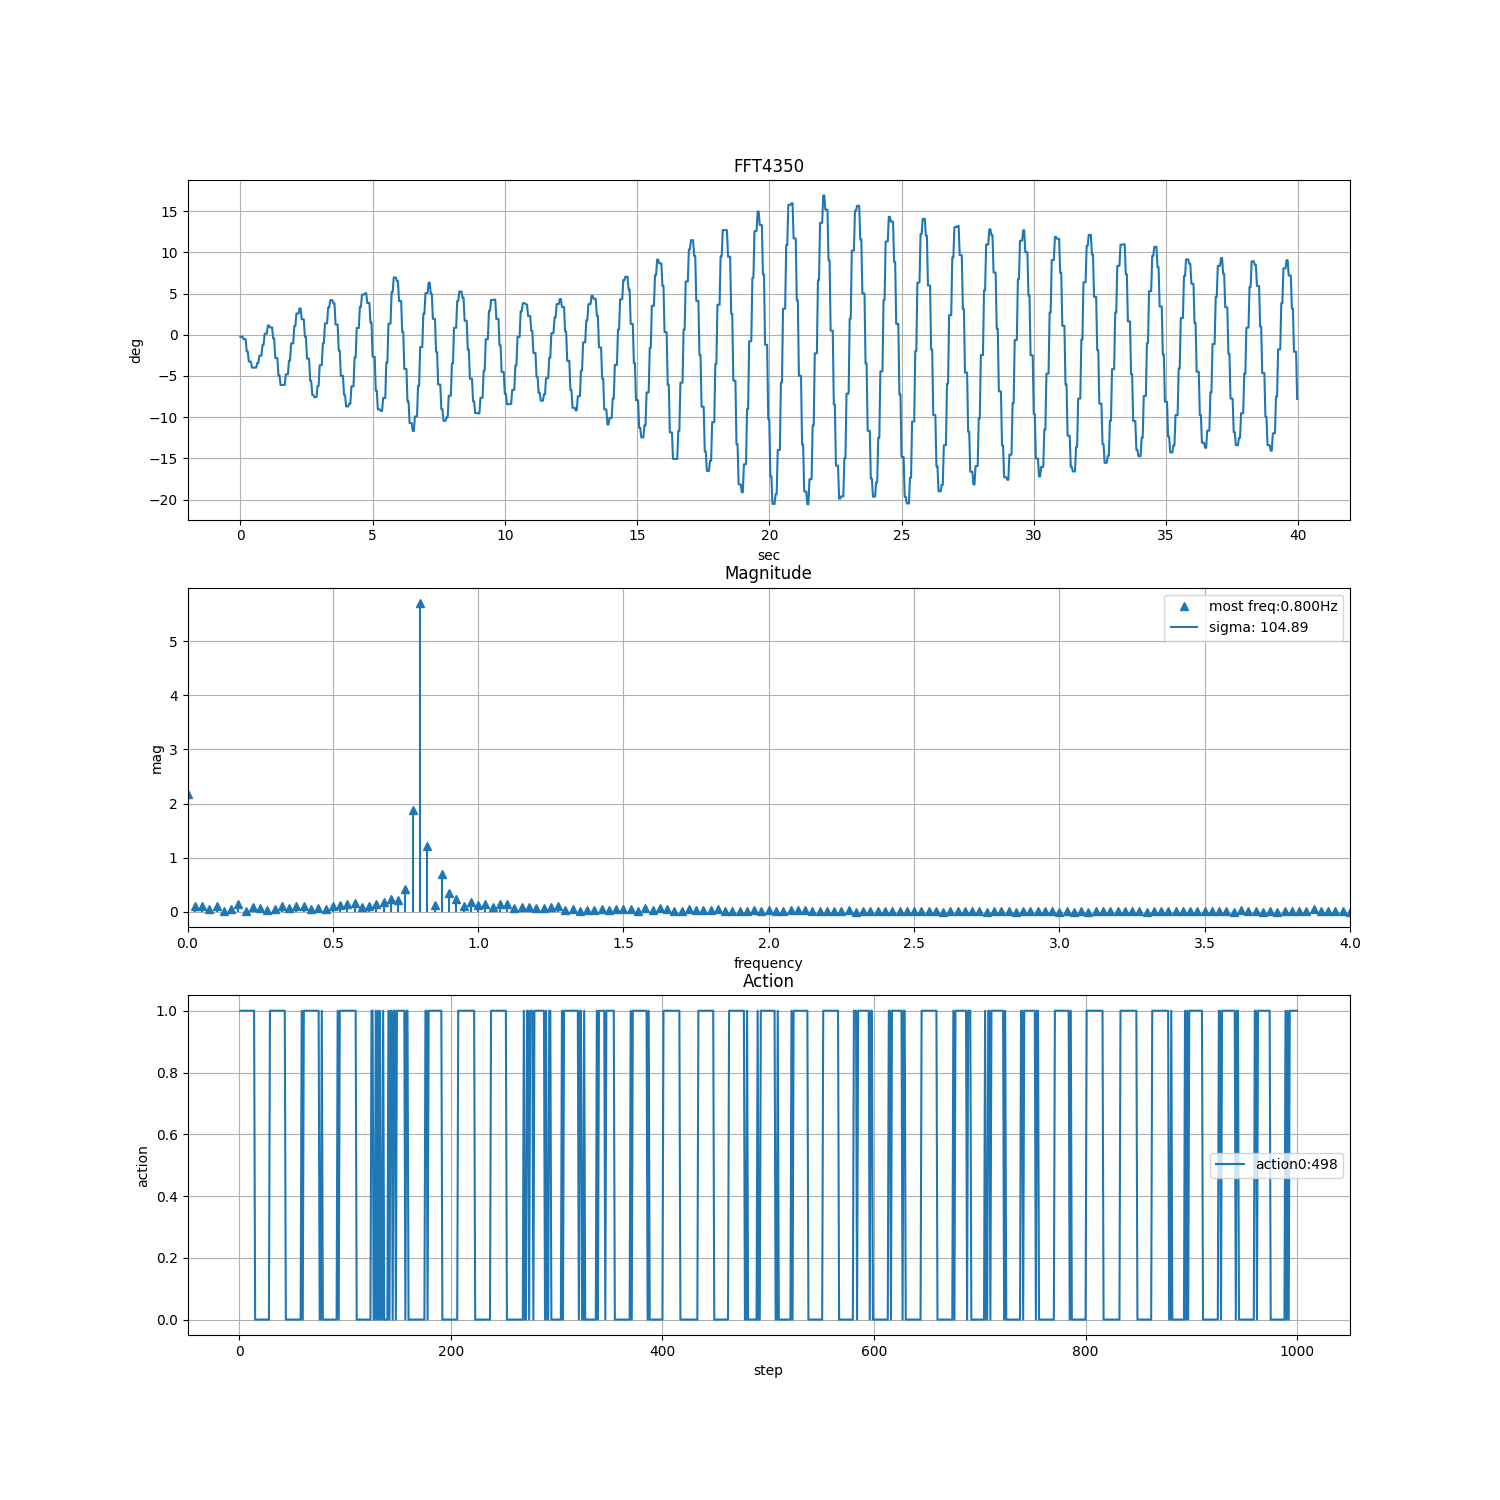 FFT4350
15
10
5
0
−5
−10
−15
−20
deg
0 5 10 15 20 25 30 35 40
sec
Magnitude
most freq:0.800Hz
sigma: 104.89
5
4
3
2
1
0
mag
0.0 0.5 1.0 1.5 2.0 2.5 3.0 3.5 4.0
frequency
Action
1.0
0.8
0.6
0.4
0.2
0.0
action
action0:498
0 200 400 600 800 1000
step